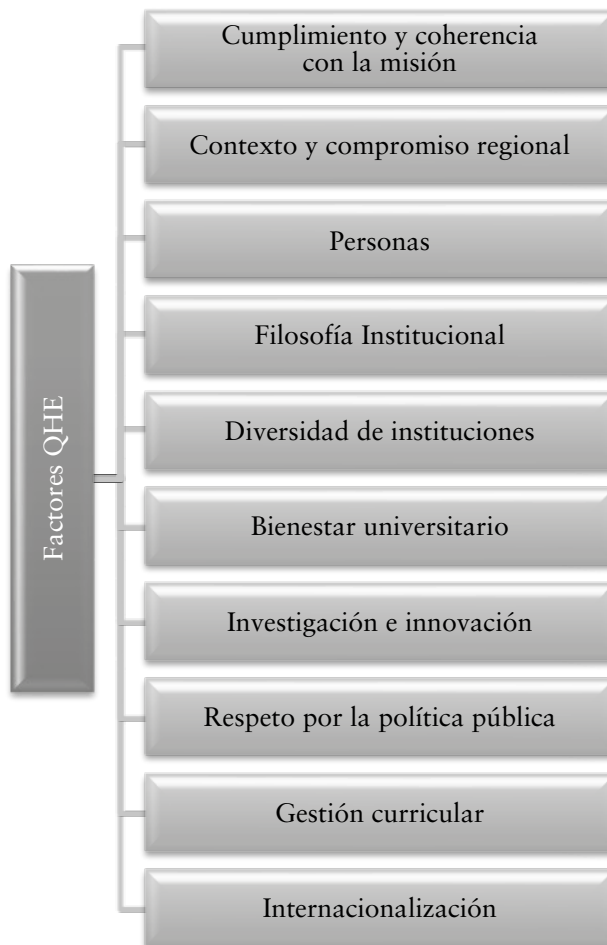 Factores QHE
Cumplimiento y coherencia
con la misión
Contexto y compromiso regional
Personas
Filosofía Institucional
Diversidad de instituciones
Bienestar universitario
Investigación e innovación
Respeto por la política pública
Gestión curricular
Internacionalización